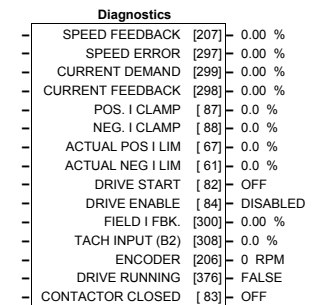 Diagnostics
SPEED FEEDBACK [207] 0.00 %
SPEED ERROR [297] 0.00 %
CURRENT DEMAND [299] 0.00 %
CURRENT FEEDBACK [298] 0.00 %
POS. I CLAMP [ 87] 0.0 %
NEG. I CLAMP [ 88] 0.0 %
ACTUAL POS I LIM [ 67] 0.0 %
ACTUAL NEG I LIM [ 61] 0.0 %
DRIVE START [ 82] OFF
DRIVE ENABLE [ 84] DISABLED
FIELD I FBK. [300] 0.00 %
TACH INPUT (B2) [308] 0.0 %
ENCODER [206] 0 RPM
DRIVE RUNNING [376] FALSE
CONTACTOR CLOSED [ 83] OFF